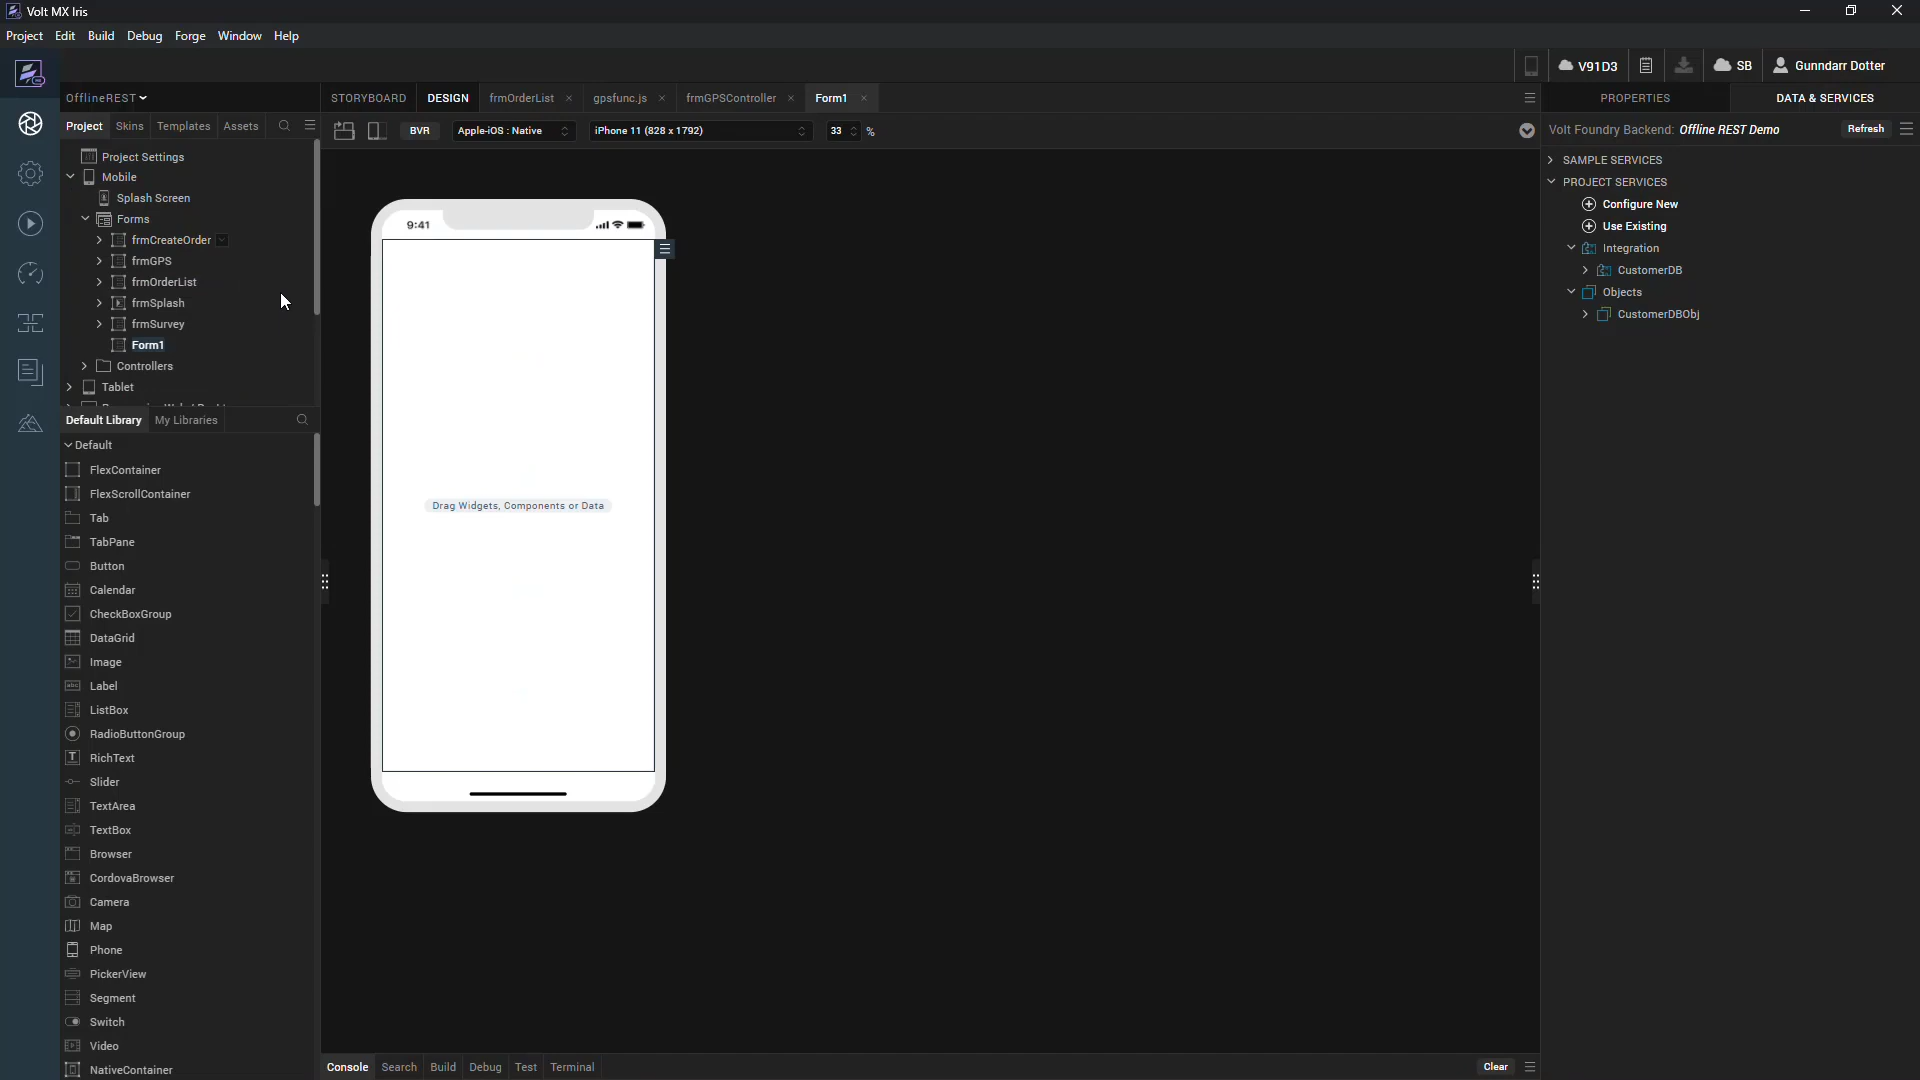 Volt MX Iris
Project Edit Build Debug Forge Window Help
V91D3 SB Gunndarr Dotter
OfflineREST STORYBOARD DESIGN frmOrderList gpsfunc.js frmGPSController Form1 PROPERTIES DATA & SERVICES
Project Skins Templates Assets
BVR Apple-iOS : Native iPhone 11 (828 x 1792) 33 %
Volt Foundry Backend: Offline REST Demo Refresh
Project Settings
Mobile
Splash Screen
Forms
frmCreateOrder
frmGPS
frmOrderList
frmSplash
frmSurvey
Form1
Controllers
Tablet
Default Library My Libraries
Default
FlexContainer
FlexScrollContainer
Tab
TabPane
Button
Calendar
CheckBoxGroup
DataGrid
Image
Label
ListBox
RadioButtonGroup
RichText
Slider
TextArea
TextBox
Browser
CordovaBrowser
Camera
Map
Phone
PickerView
Segment
Switch
Video
NativeContainer
9:41
Drag Widgets, Components or Data
SAMPLE SERVICES
PROJECT SERVICES
Configure New
Use Existing
Integration
CustomerDB
Objects
CustomerDBObj
Console Search Build Debug Test Terminal Clear